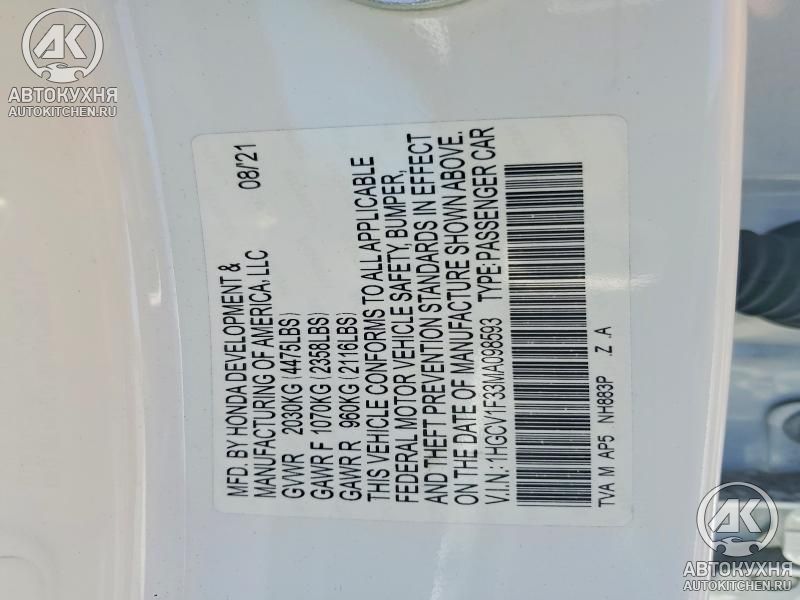 AK
АВТОКУХНЯ
AUTOKITCHEN.RU
MFD. BY HONDA DEVELOPMENT &
MANUFACTURING OF AMERICA, LLC 08/'21
GVWR 2030KG (4475LBS)
GAWR F 1070KG (2358LBS)
GAWR R 960KG (2116LBS)
THIS VEHICLE CONFORMS TO ALL APPLICABLE
FEDERAL MOTOR VEHICLE SAFETY, BUMPER,
AND THEFT PREVENTION STANDARDS IN EFFECT
ON THE DATE OF MANUFACTURE SHOWN ABOVE.
V.I.N.: 1HGCV1F33MA098593 TYPE: PASSENGER CAR
TVA M AP5 NH883P .Z .A
AK
АВТОКУХНЯ
AUTOKITCHEN.RU